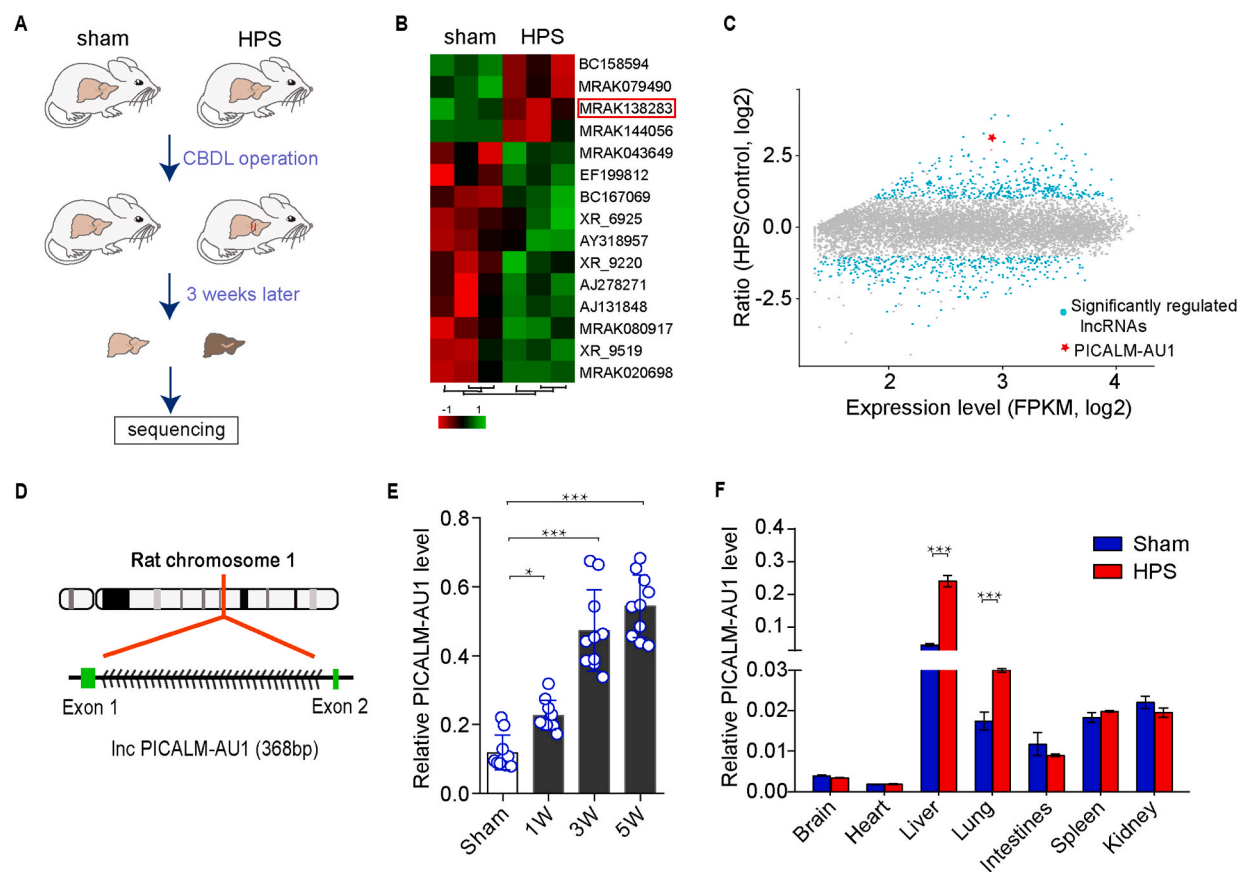 A
sham
HPS
CBDL operation
3 weeks later
sequencing
B
sham
HPS
BC158594
MRAK079490
MRAK138283
MRAK144056
MRAK043649
EF199812
BC167069
XR_6925
AY318957
XR_9220
AJ278271
AJ131848
MRAK080917
XR_9519
MRAK020698
-1
1
C
Ratio (HPS/Control, log2)
2.5
0.0
-2.5
Significantly regulated
lncRNAs
PICALM-AU1
2
3
4
Expression level (FPKM, log2)
D
Rat chromosome 1
Exon 1
Exon 2
lnc PICALM-AU1 (368bp)
E
Relative PICALM-AU1 level
0.8
0.6
0.4
0.2
0.0
***
***
*
Sham
1W
3W
5W
F
Relative PICALM-AU1 level
0.4
0.3
0.2
0.1
0.03
0.02
0.01
0.00
***
***
Sham
HPS
Brain
Heart
Liver
Lung
Intestines
Spleen
Kidney